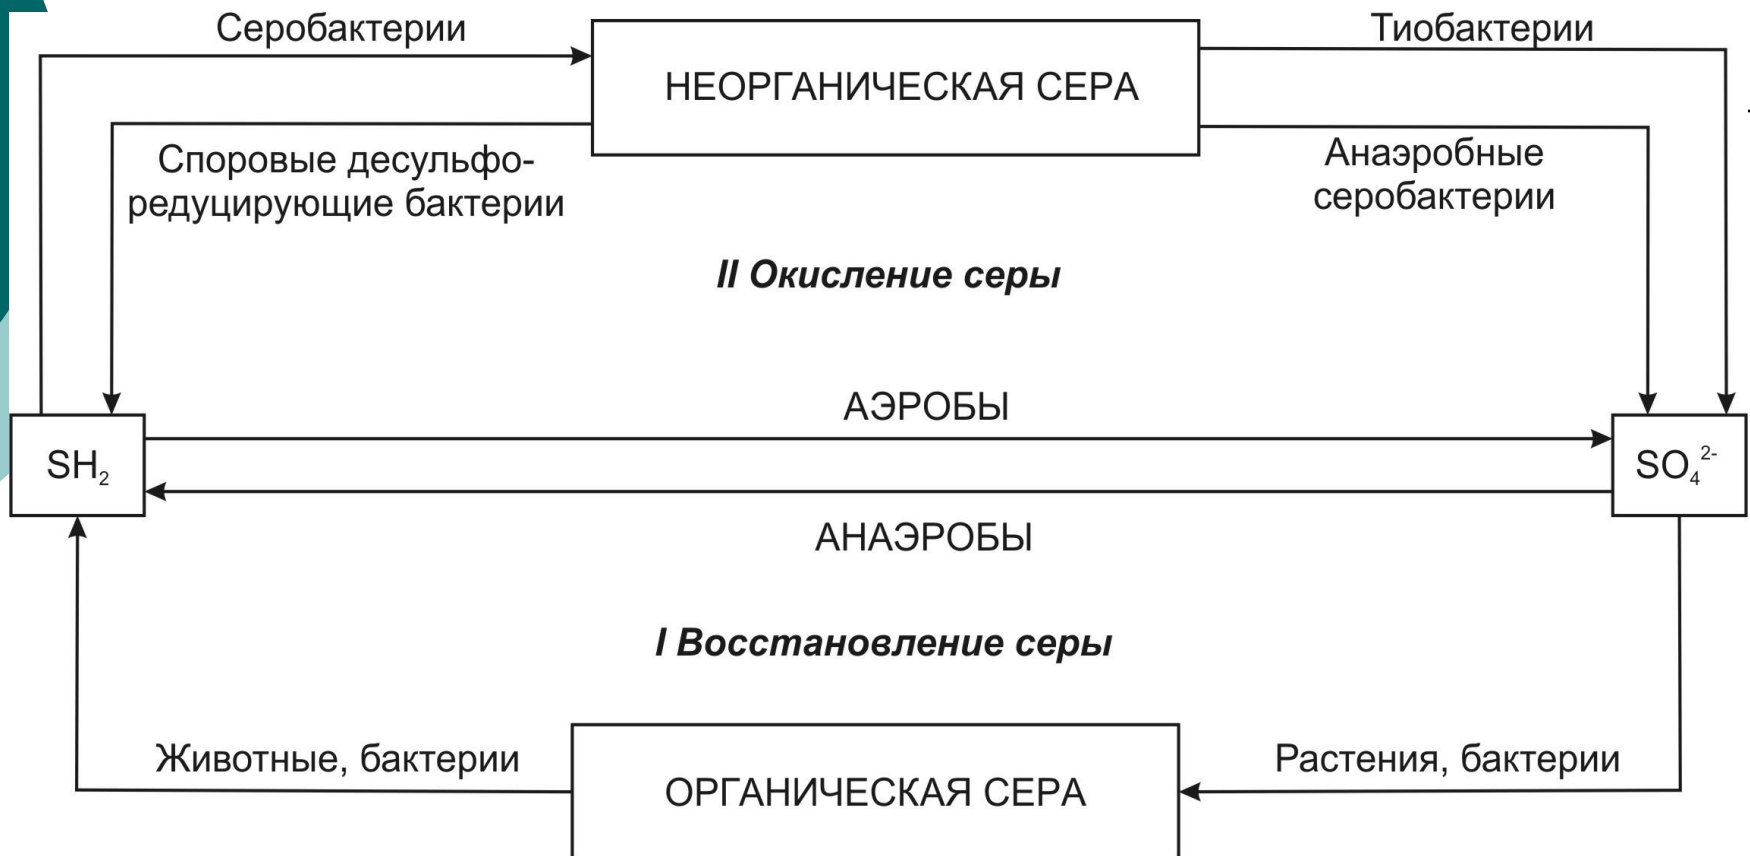 Серобактерии
Тиобактерии
НЕОРГАНИЧЕСКАЯ СЕРА
Споровые десульфо-
редуцирующие бактерии
Анаэробные
серобактерии
II Окисление серы
АЭРОБЫ
SH₂
SO₄²⁻
АНАЭРОБЫ
I Восстановление серы
Животные, бактерии
Растения, бактерии
ОРГАНИЧЕСКАЯ СЕРА